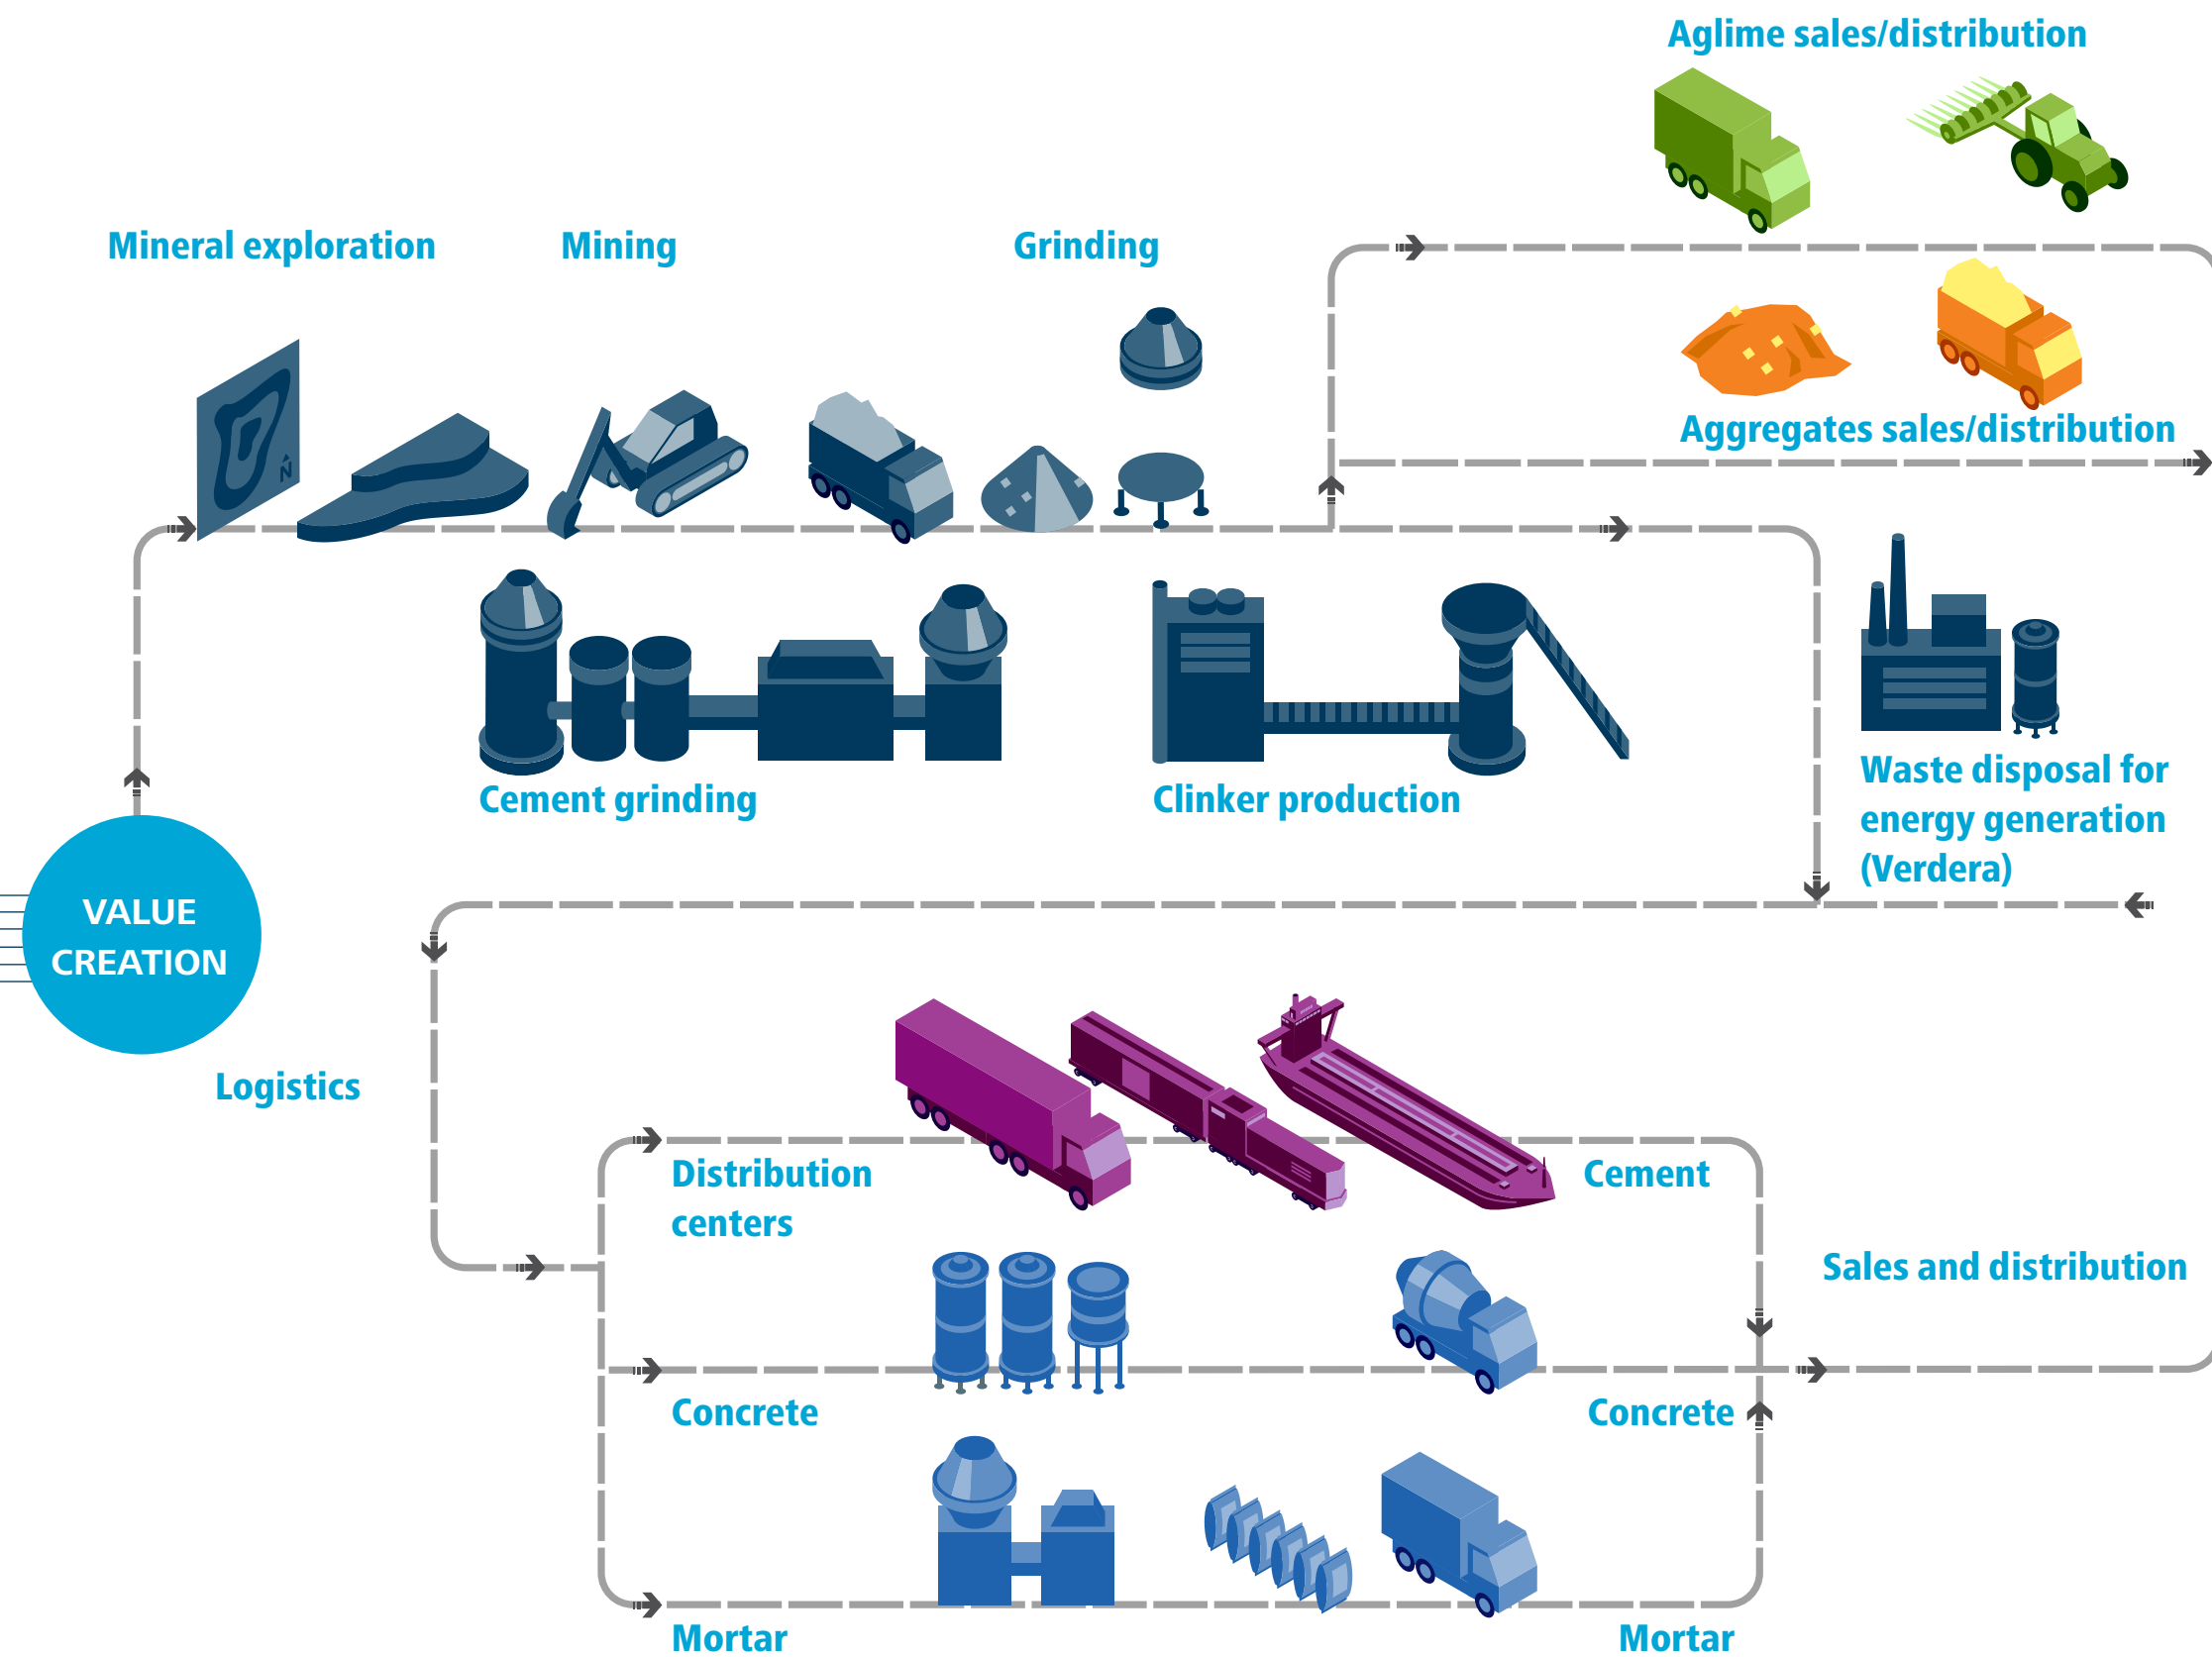 Aglime sales/distribution
Mineral exploration
Mining
Grinding
Aggregates sales/distribution
N
Cement grinding
Clinker production
Waste disposal for
energy generation
(Verdera)
VALUE
CREATION
Logistics
Distribution
centers
Cement
Sales and distribution
Concrete
Concrete
Mortar
Mortar